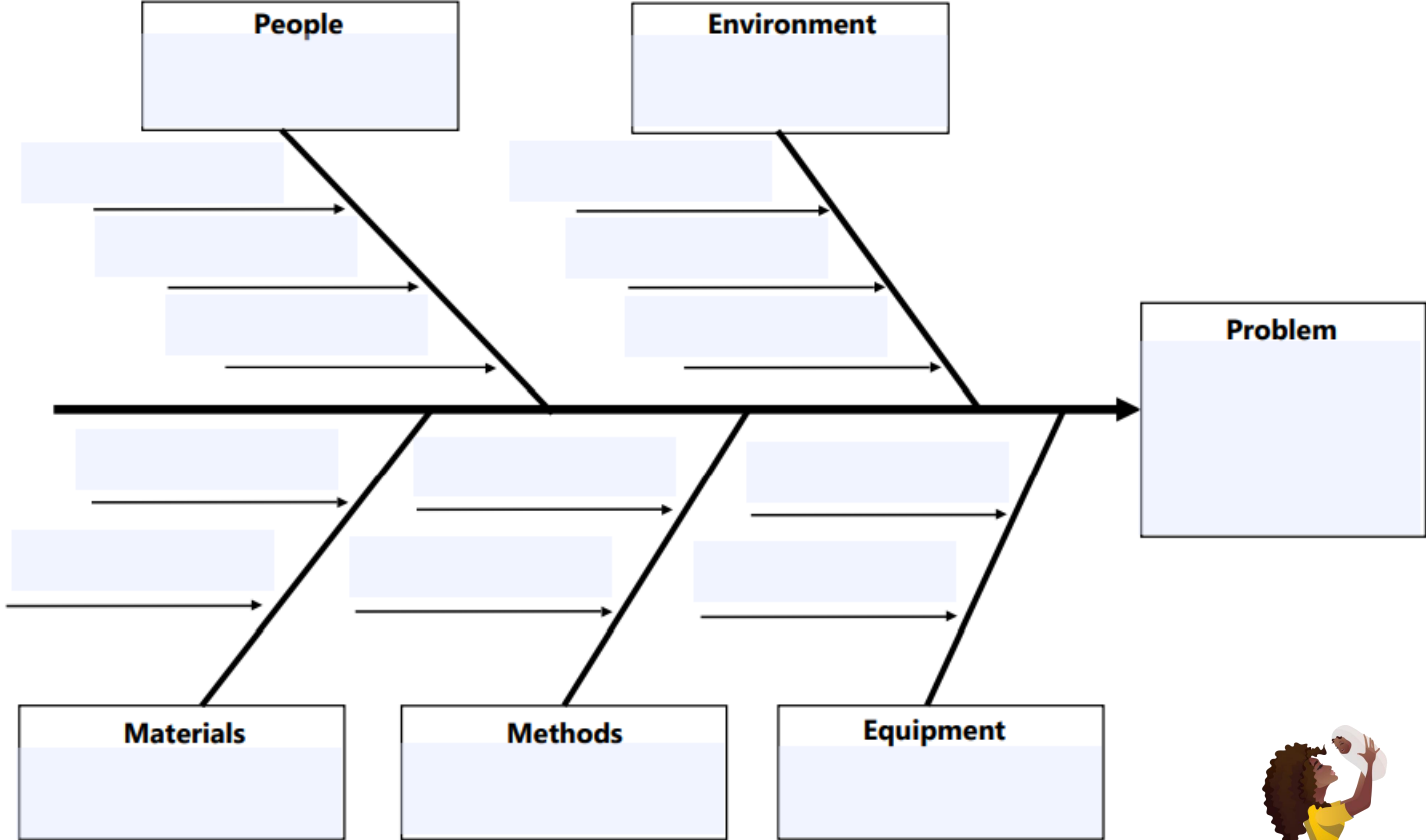 People
Environment
Problem
Materials
Methods
Equipment